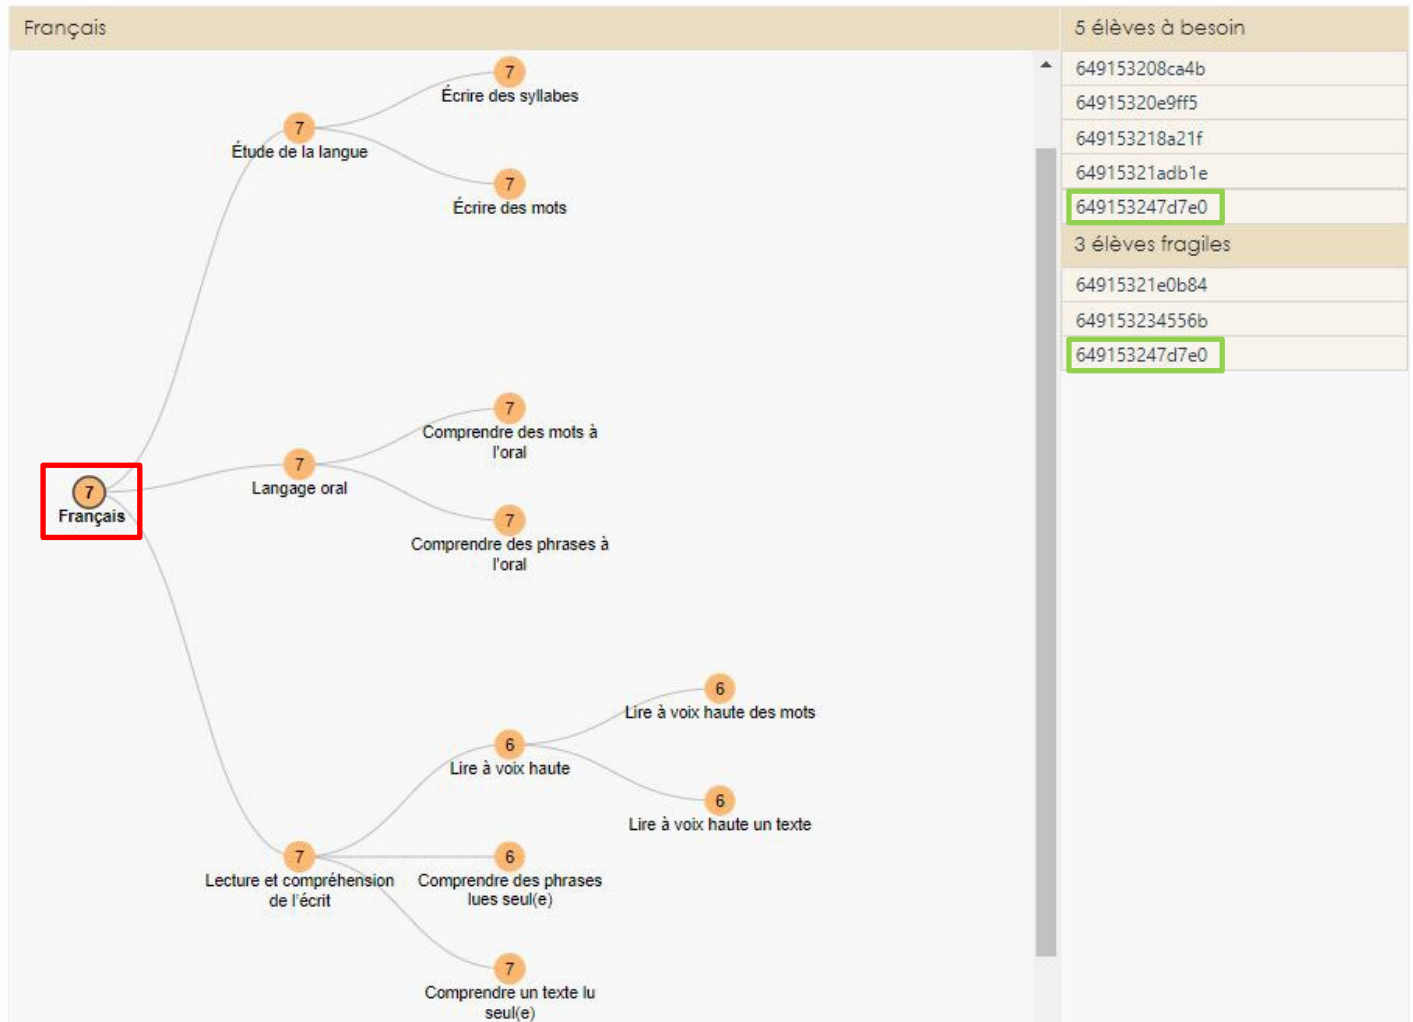 Français
7
Écrire des syllabes
7
Étude de la langue
7
Écrire des mots
7
Comprendre des mots à
l'oral
7
Langage oral
7
Français
7
Comprendre des phrases à
l'oral
6
Lire à voix haute des mots
6
Lire à voix haute
6
Lire à voix haute un texte
7
Lecture et compréhension
de l'écrit
6
Comprendre des phrases
lues seul(e)
7
Comprendre un texte lu
seul(e)
5 élèves à besoin
649153208ca4b
64915320e9ff5
649153218a21f
64915321adb1e
649153247d7e0
3 élèves fragiles
64915321e0b84
649153234556b
649153247d7e0